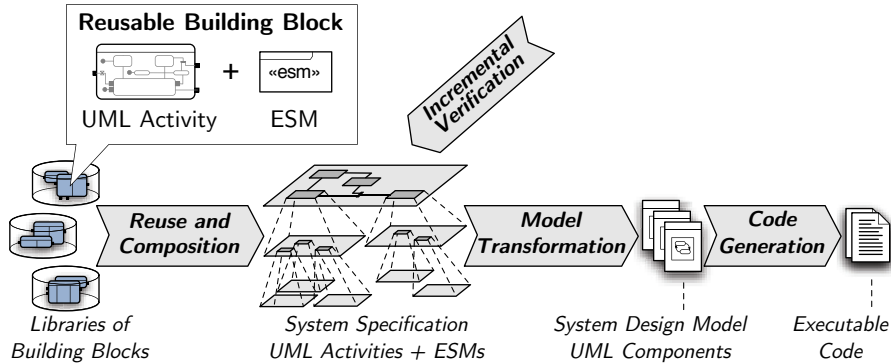 Reusable Building Block
+
«esm»
UML Activity
ESM
Incremental
Verification
Reuse and
Composition
Model
Transformation
Code
Generation
Libraries of
Building Blocks
System Specification
UML Activities + ESMs
System Design Model
UML Components
Executable
Code